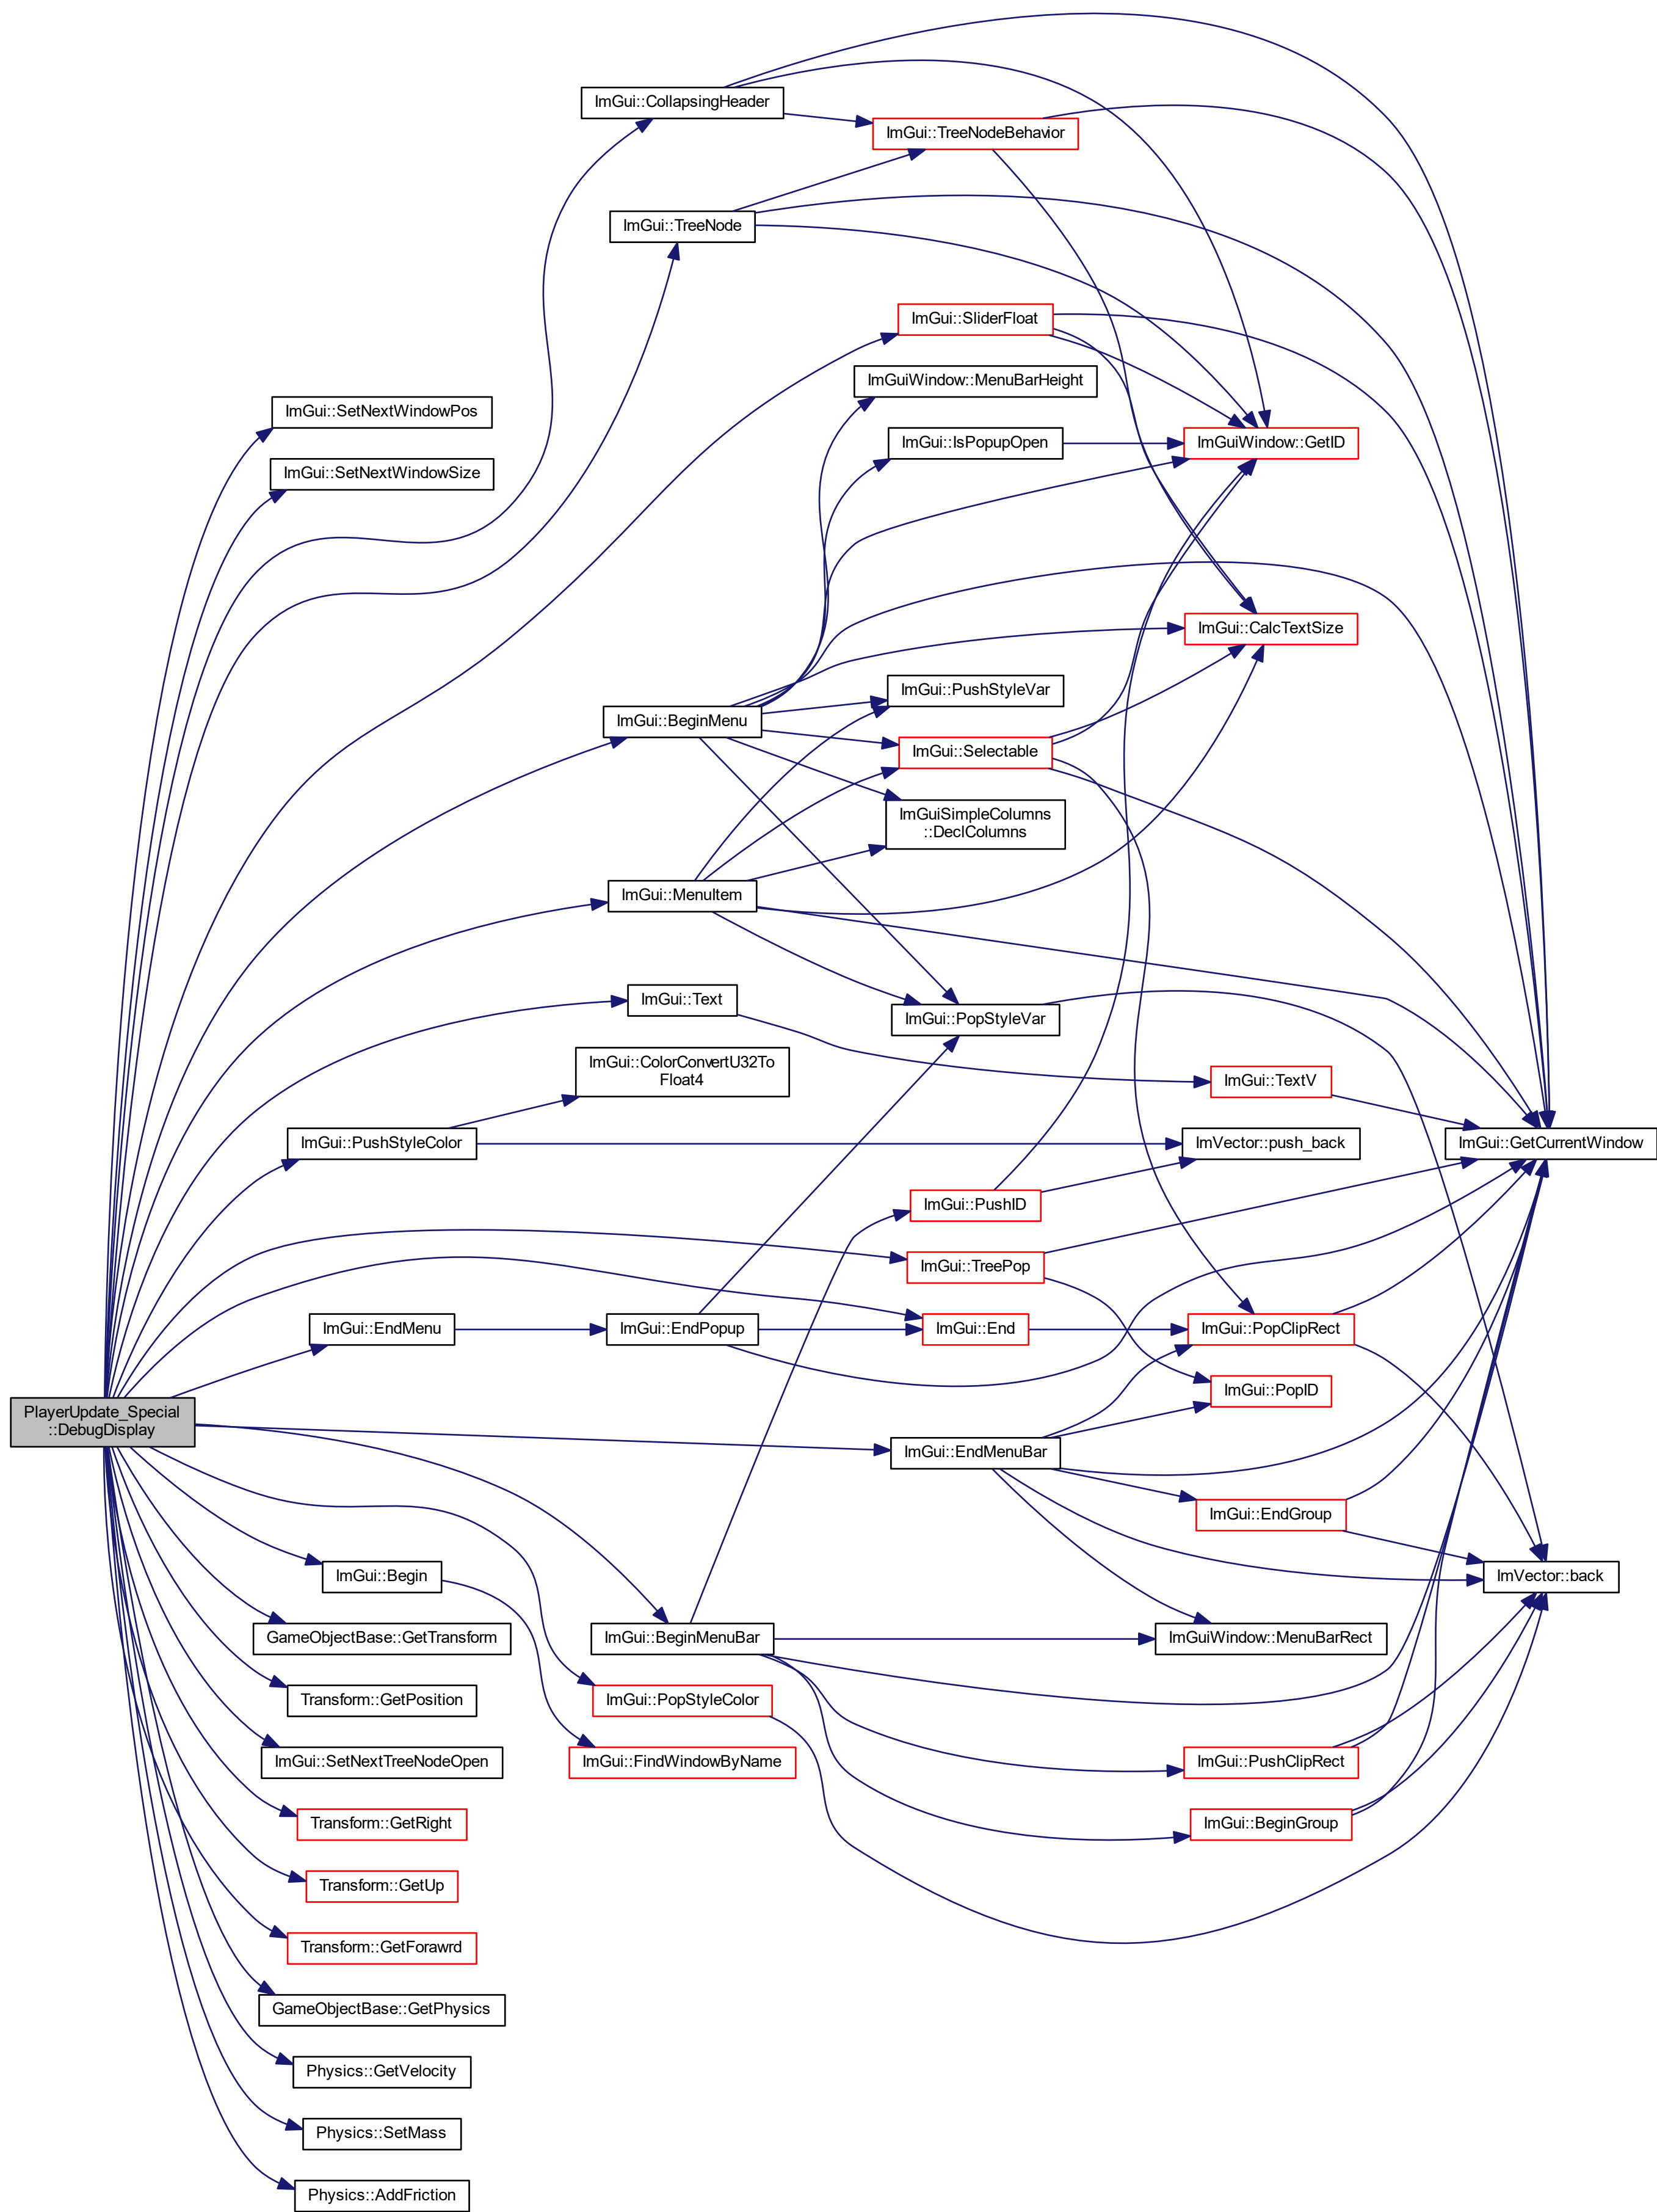 ImGui::CollapsingHeader
ImGui::TreeNodeBehavior
ImGui::TreeNode
ImGui::SliderFloat
ImGuiWindow::MenuBarHeight
ImGui::SetNextWindowPos
ImGui::IsPopupOpen
ImGuiWindow::GetID
ImGui::SetNextWindowSize
ImGui::CalcTextSize
ImGui::PushStyleVar
ImGui::BeginMenu
ImGui::Selectable
ImGuiSimpleColumns
::DeclColumns
ImGui::MenuItem
ImGui::Text
ImGui::PopStyleVar
ImGui::ColorConvertU32To
Float4
ImGui::TextV
ImGui::PushStyleColor
ImVector::push_back
ImGui::GetCurrentWindow
ImGui::PushID
ImGui::TreePop
ImGui::EndMenu
ImGui::EndPopup
ImGui::End
ImGui::PopClipRect
ImGui::PopID
PlayerUpdate_Special
::DebugDisplay
ImGui::EndMenuBar
ImGui::EndGroup
ImGui::Begin
ImVector::back
GameObjectBase::GetTransform
ImGui::BeginMenuBar
ImGuiWindow::MenuBarRect
Transform::GetPosition
ImGui::PopStyleColor
ImGui::SetNextTreeNodeOpen
ImGui::FindWindowByName
ImGui::PushClipRect
Transform::GetRight
ImGui::BeginGroup
Transform::GetUp
Transform::GetForawrd
GameObjectBase::GetPhysics
Physics::GetVelocity
Physics::SetMass
Physics::AddFriction